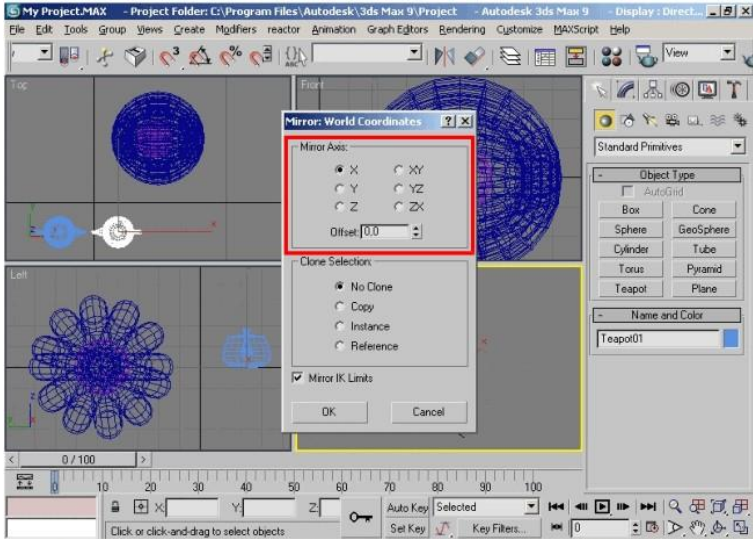 My Project.MAX - Project Folder: C:\Program Files\Autodesk\3ds Max 9\Project - Autodesk 3ds Max 9 - Display : Direct...
File Edit Tools Group Views Create Modifiers reactor Animation Graph Editors Rendering Customize MAXScript Help
View
Top
Front
Left
Mirror: World Coordinates
Mirror Axis:
X XY
Y YZ
Z ZX
Offset: 0,0
Clone Selection:
No Clone
Copy
Instance
Reference
Mirror IK Limits
OK Cancel
Standard Primitives
Object Type
AutoGrid
Box Cone
Sphere GeoSphere
Cylinder Tube
Torus Pyramid
Teapot Plane
Name and Color
Teapot01
0 / 100
0 10 20 30 40 50 60 70 80 90 100
X: Y: Z: Auto Key Selected
Click or click-and-drag to select objects Set Key Key Filters... 0